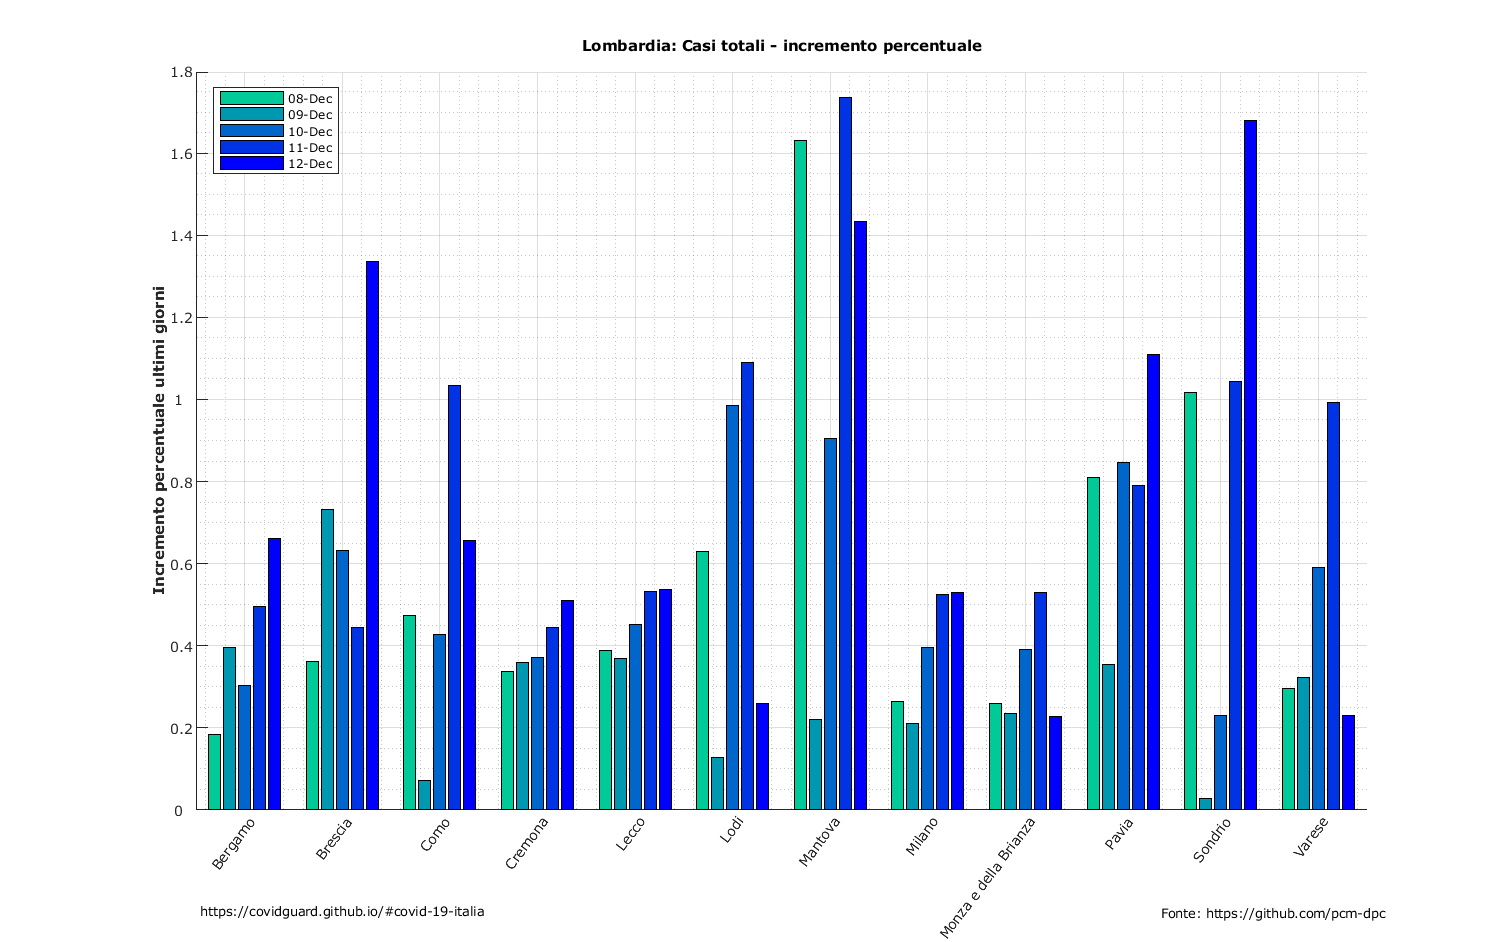 Lombardia: Casi totali - incremento percentuale
Incremento percentuale ultimi giorni
1.8
1.6
1.4
1.2
1
0.8
0.6
0.4
0.2
0
08-Dec
09-Dec
10-Dec
11-Dec
12-Dec
Bergamo
Brescia
Como
Cremona
Lecco
Lodi
Mantova
Milano
Monza e della Brianza
Pavia
Sondrio
Varese
https://covidguard.github.io/#covid-19-italia
Fonte: https://github.com/pcm-dpc